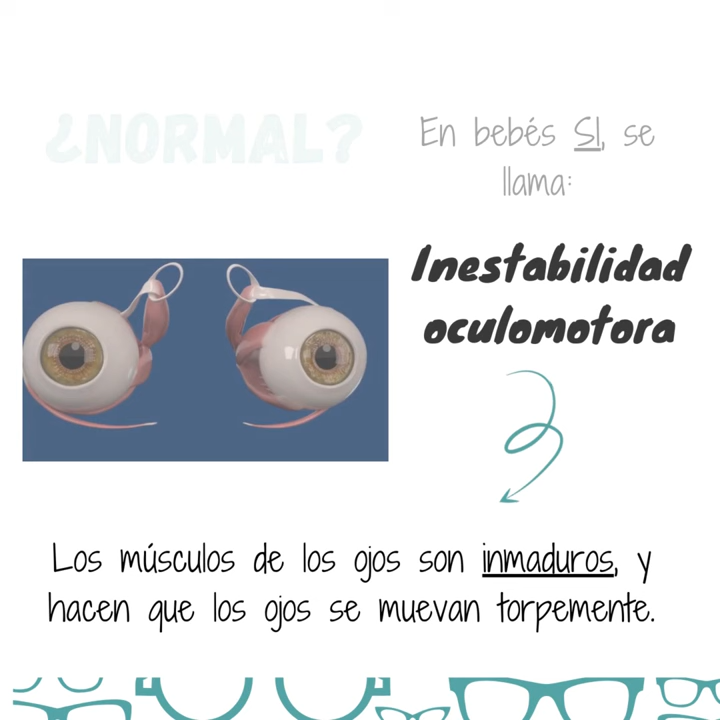 ¿NORMAL?
En bebés SI, se
llama:
Inestabilidad
oculomotora
Los músculos de los ojos son inmaduros, y
hacen que los ojos se muevan torpemente.